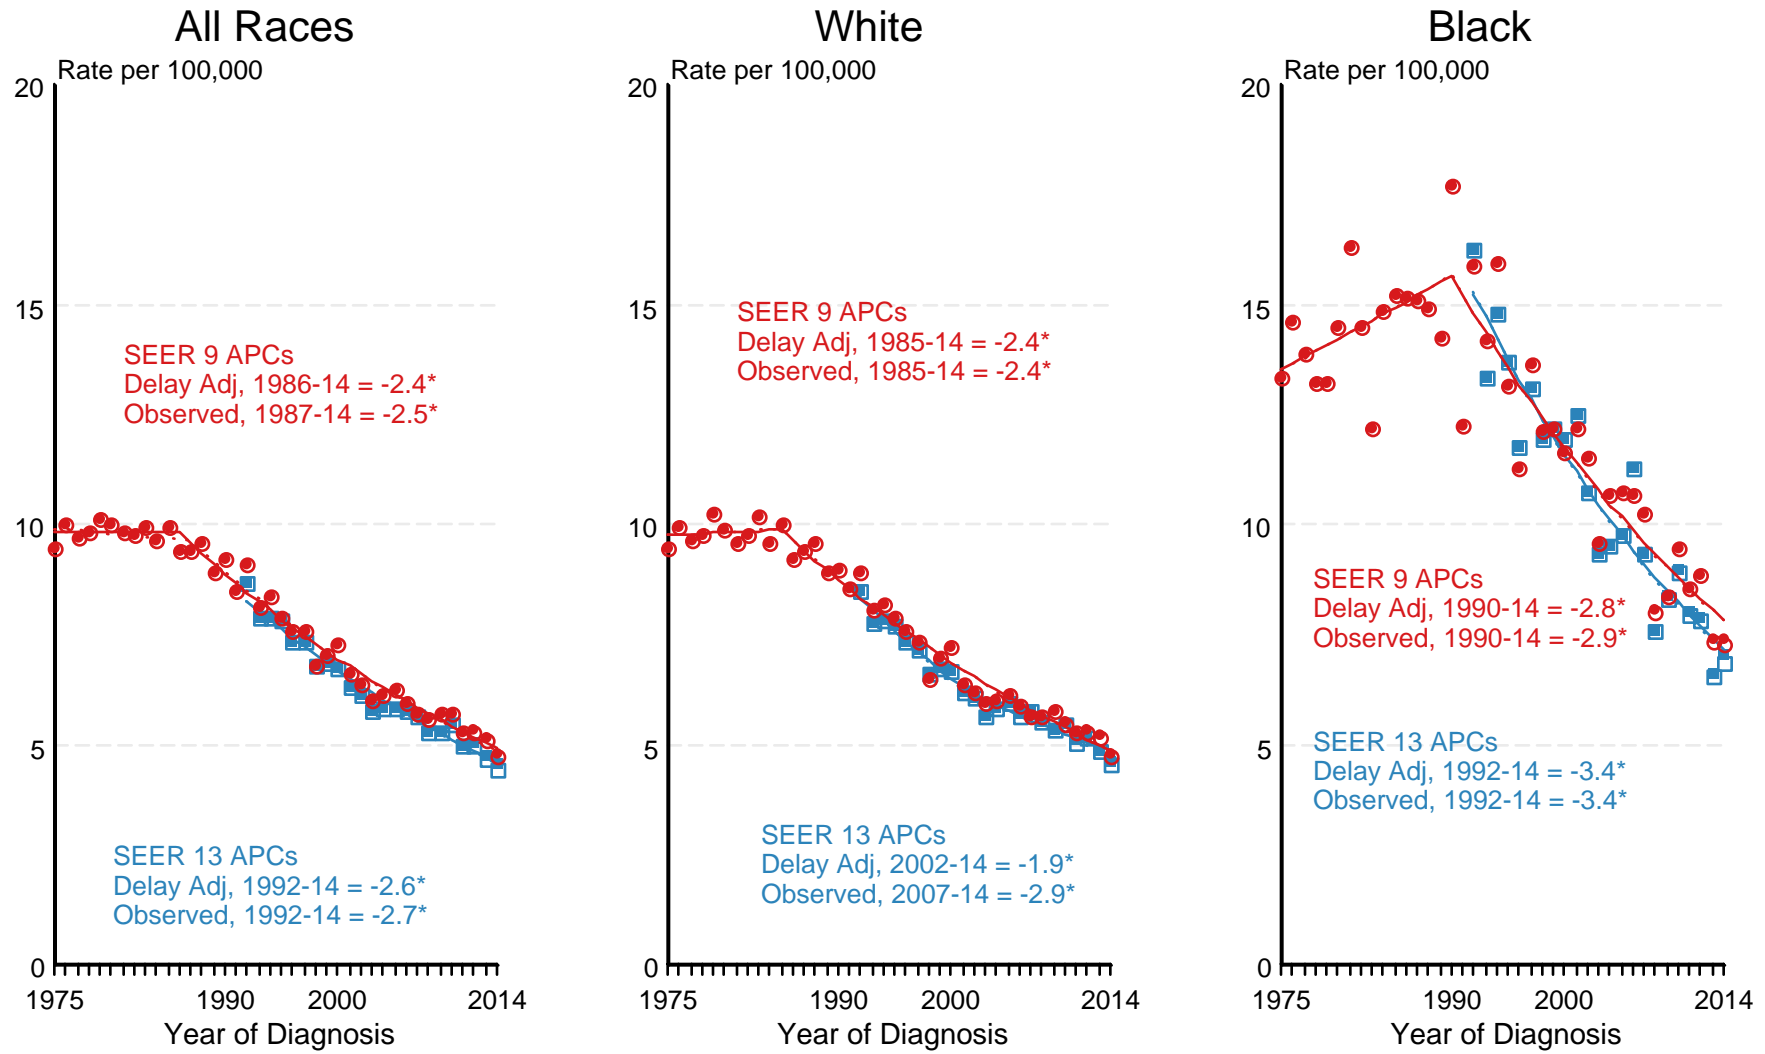 All Races
Rate per 100,000
20
15
10
5
0
SEER 9 APCs
Delay Adj, 1986-14 = -2.4*
Observed, 1987-14 = -2.5*
SEER 13 APCs
Delay Adj, 1992-14 = -2.6*
Observed, 1992-14 = -2.7*
1975 1990 2000 2014
Year of Diagnosis
White
Rate per 100,000
20
15
10
5
0
SEER 9 APCs
Delay Adj, 1985-14 = -2.4*
Observed, 1985-14 = -2.4*
SEER 13 APCs
Delay Adj, 2002-14 = -1.9*
Observed, 2007-14 = -2.9*
1975 1990 2000 2014
Year of Diagnosis
Black
Rate per 100,000
20
15
10
5
0
SEER 9 APCs
Delay Adj, 1990-14 = -2.8*
Observed, 1990-14 = -2.9*
SEER 13 APCs
Delay Adj, 1992-14 = -3.4*
Observed, 1992-14 = -3.4*
1975 1990 2000 2014
Year of Diagnosis